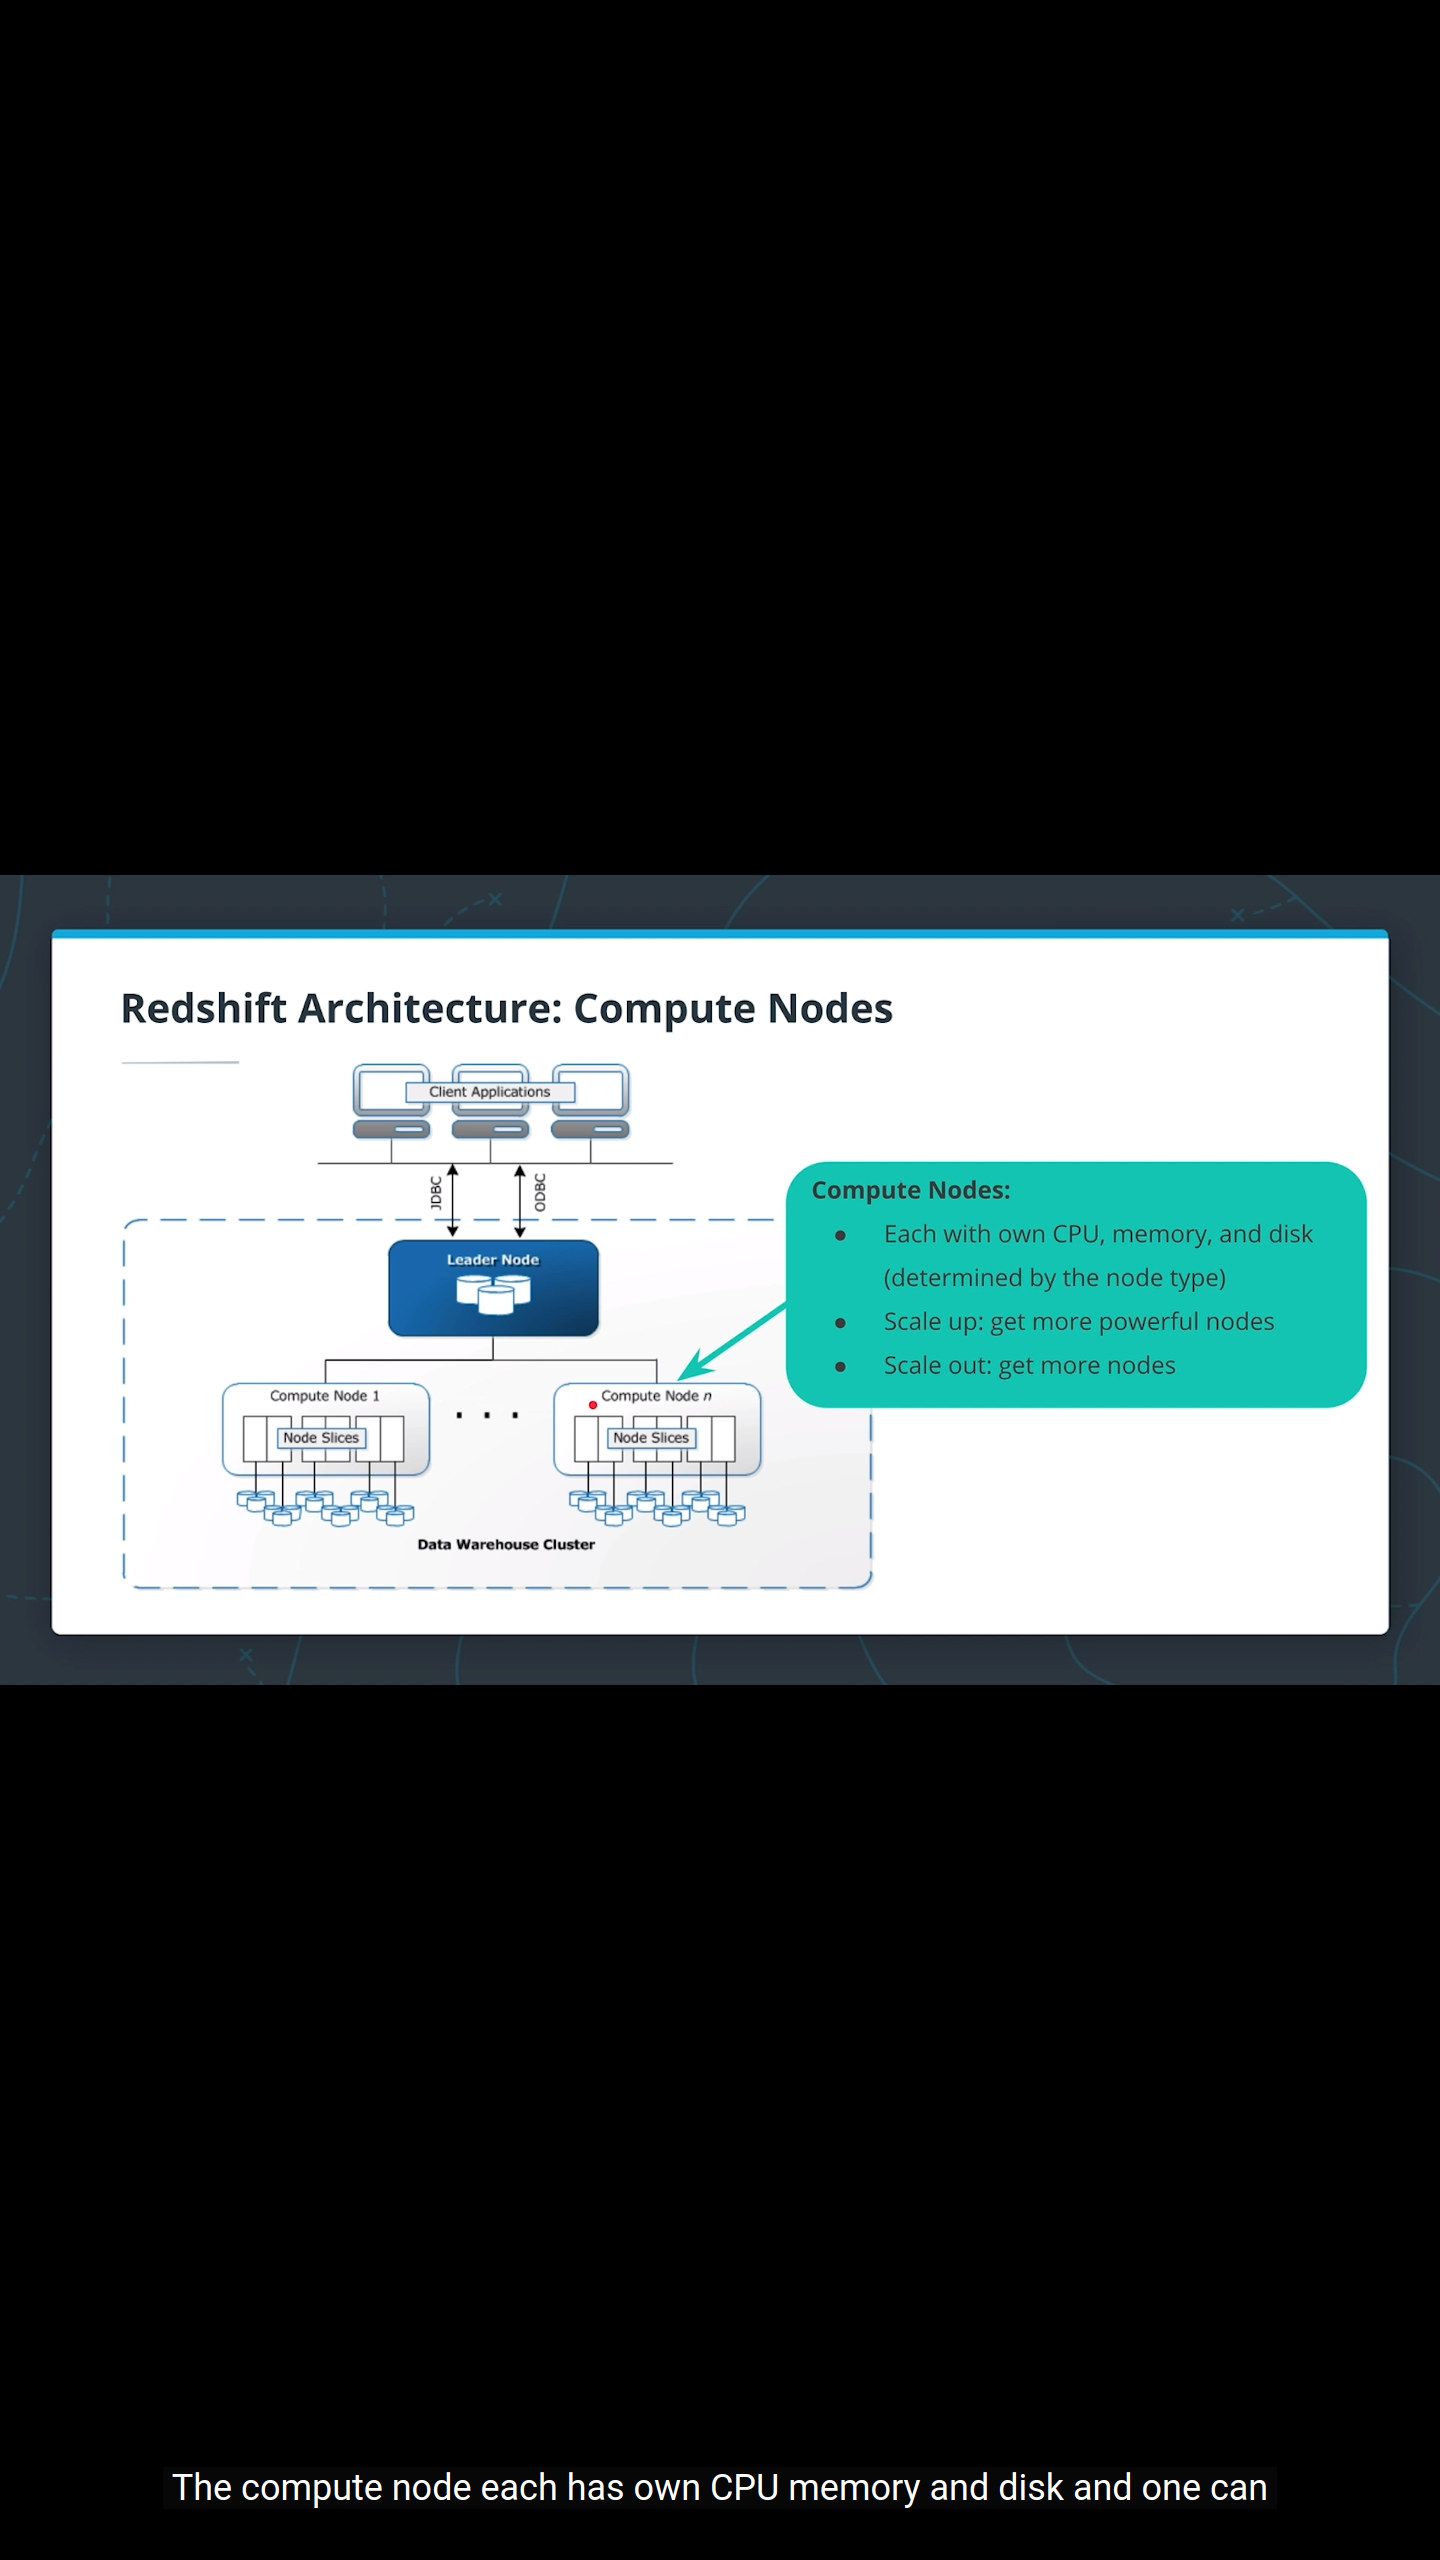 Redshift Architecture: Compute Nodes
Client Applications
JDBC
ODBC
Leader Node
Compute Node 1
Node Slices
. . .
Compute Node n
Node Slices
Data Warehouse Cluster
Compute Nodes:
● Each with own CPU, memory, and disk
(determined by the node type)
● Scale up: get more powerful nodes
● Scale out: get more nodes
The compute node each has own CPU memory and disk and one can